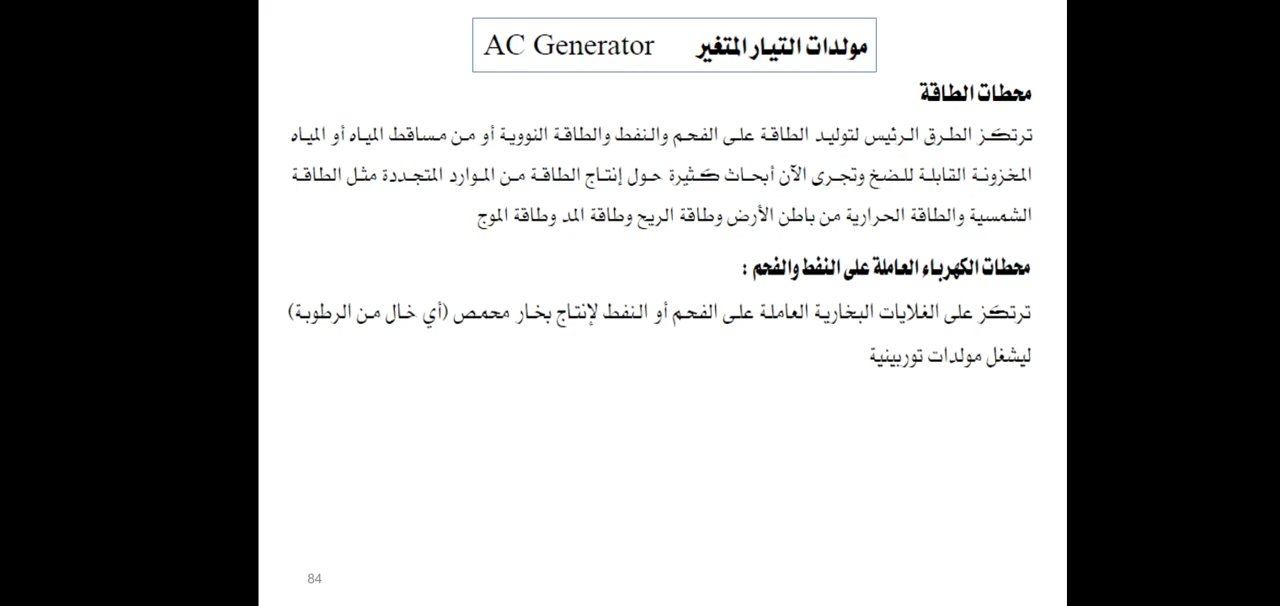 مولدات التيار المتغير AC Generator
محطات الطاقة
ترتكز الطرق الرئيس لتوليد الطاقة على الفحم والنفط والطاقة النووية أو من مساقط المياه أو المياه
المخزونة القابلة للضخ وتجرى الآن أبحاث كثيرة حول إنتاج الطاقة من الموارد المتجددة مثل الطاقة
الشمسية والطاقة الحرارية من باطن الأرض وطاقة الريح وطاقة المد وطاقة الموج
محطات الكهرباء العاملة على النفط والفحم :
ترتكز على الغلايات البخارية العاملة على الفحم أو النفط لإنتاج بخار محمص (أي خال من الرطوبة)
ليشغل مولدات توربينية
84